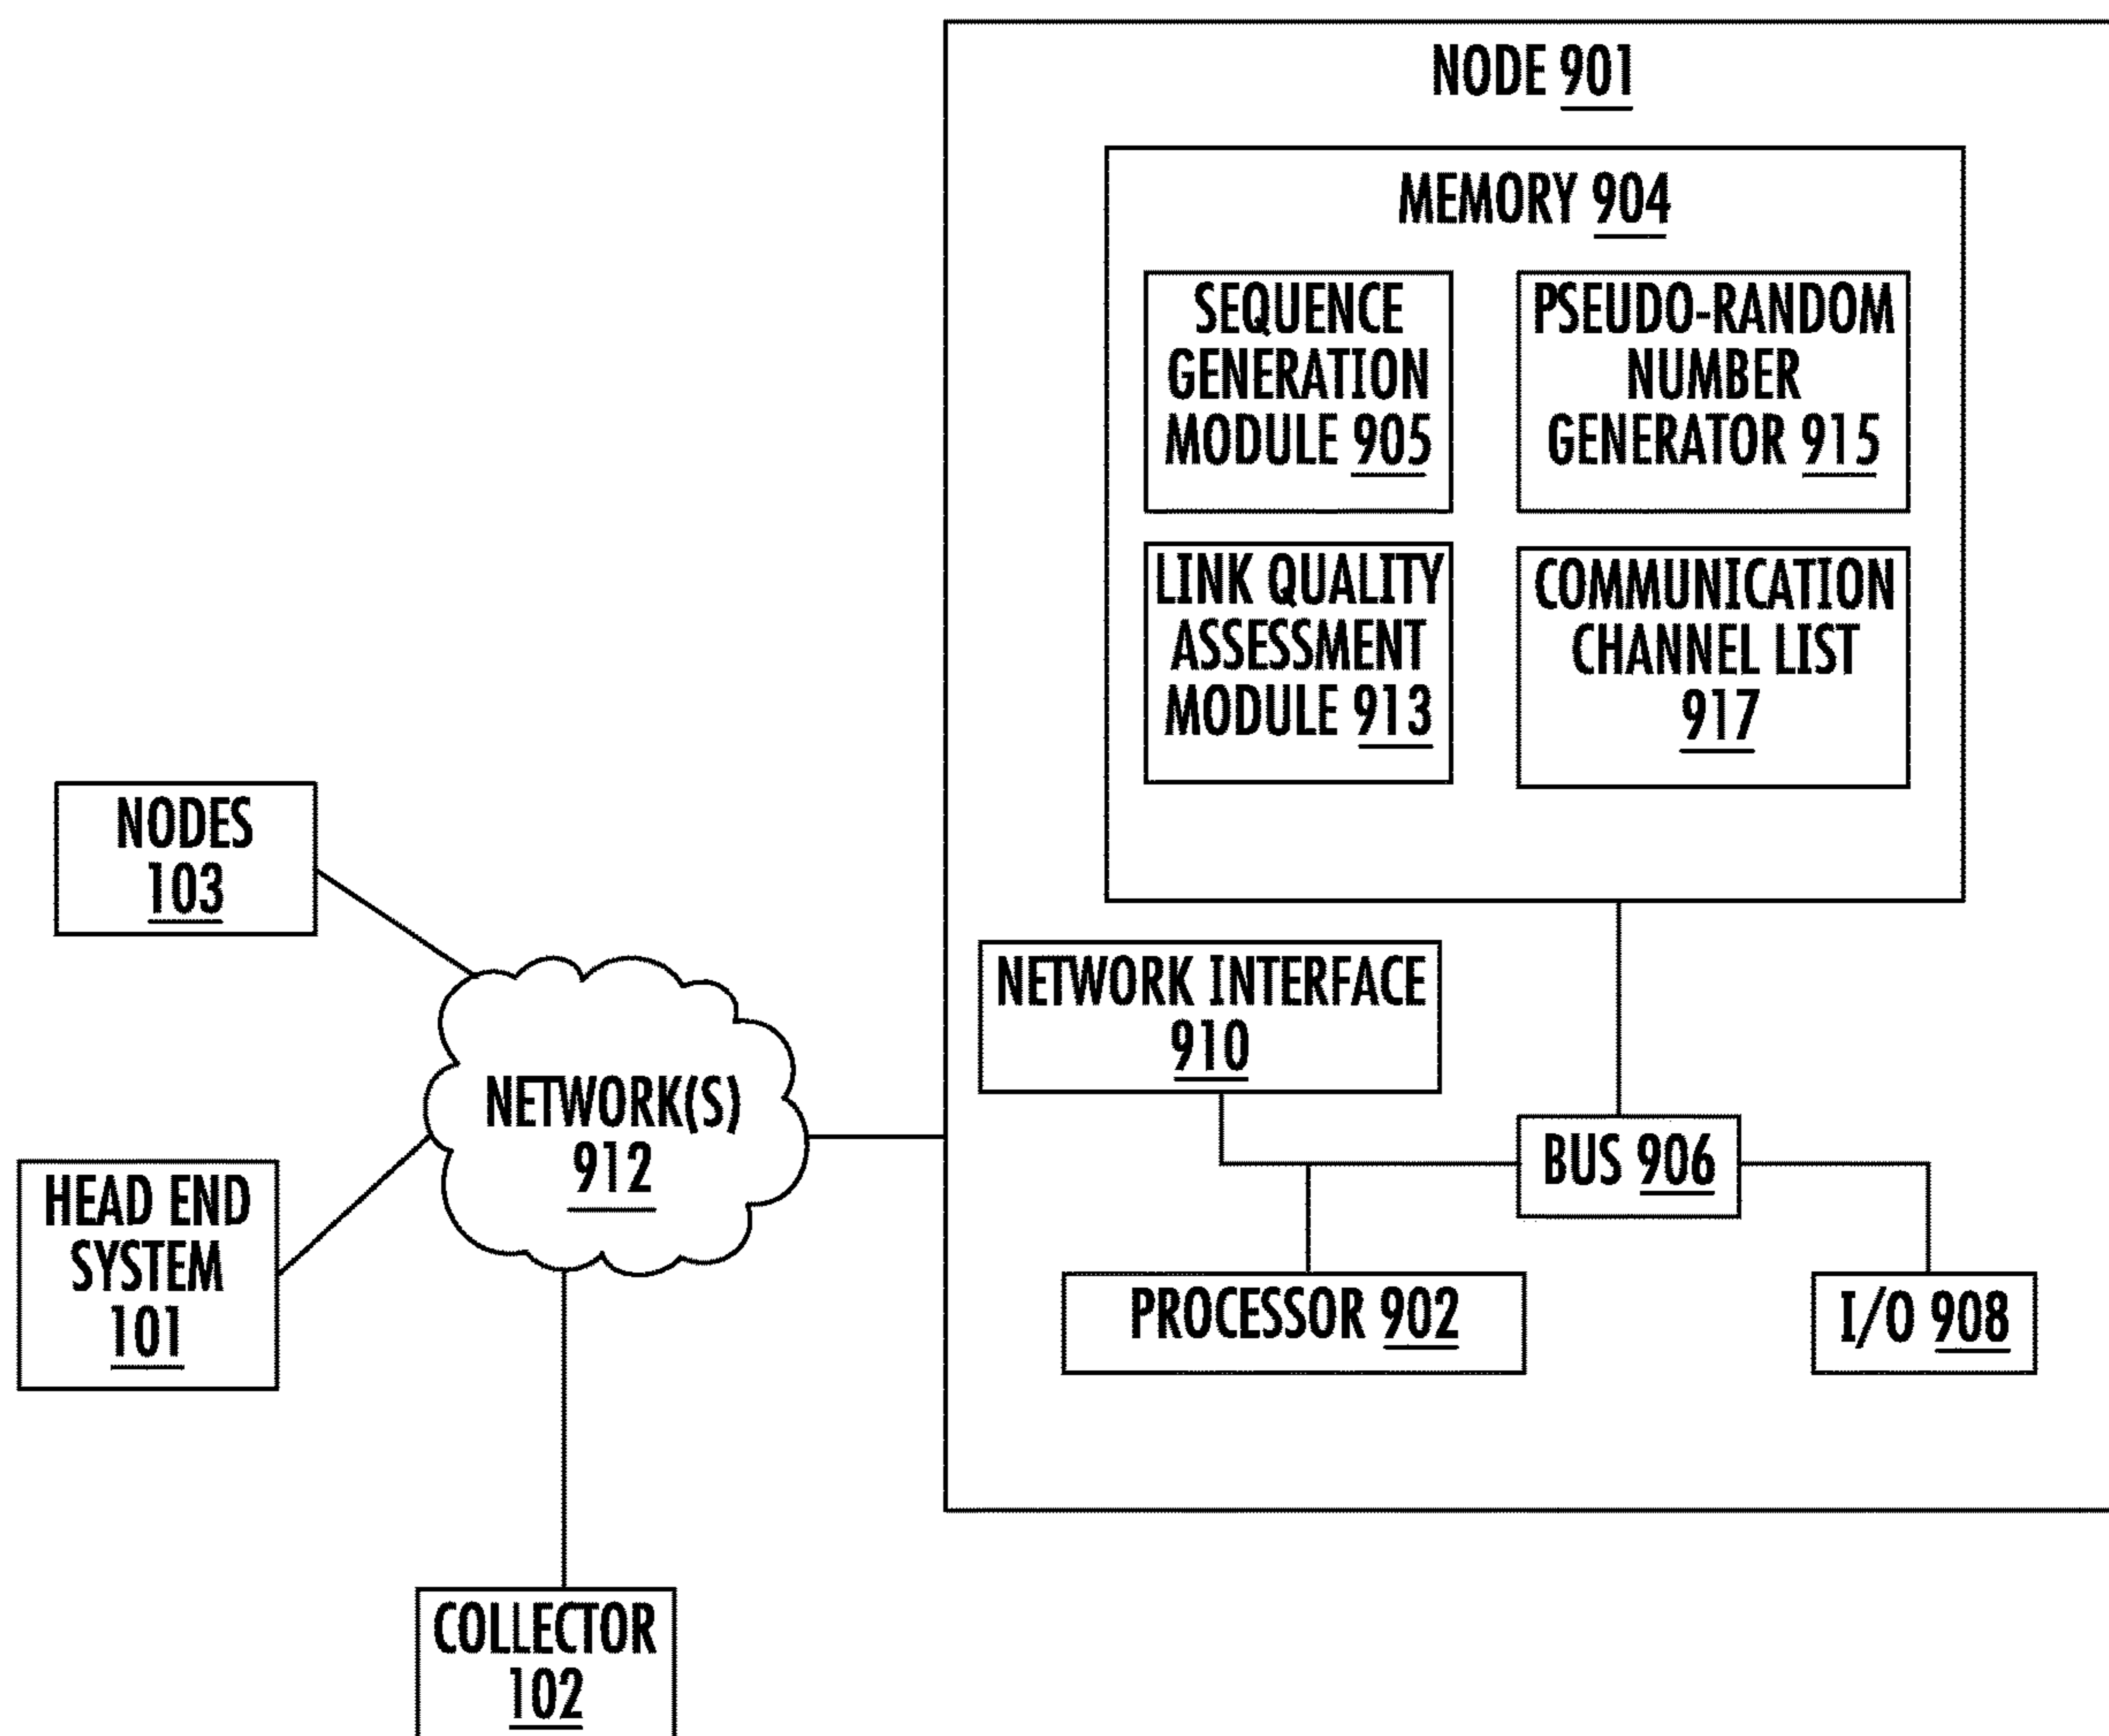 NODE 901
MEMORY 904
SEQUENCE
GENERATION
MODULE 905
PSEUDO-RANDOM
NUMBER
GENERATOR 915
LINK QUALITY
ASSESSMENT
MODULE 913
COMMUNICATION
CHANNEL LIST
917
NODES
103
NETWORK INTERFACE
910
NETWORK(S)
912
BUS 906
HEAD END
SYSTEM
101
PROCESSOR 902
I/O 908
COLLECTOR
102